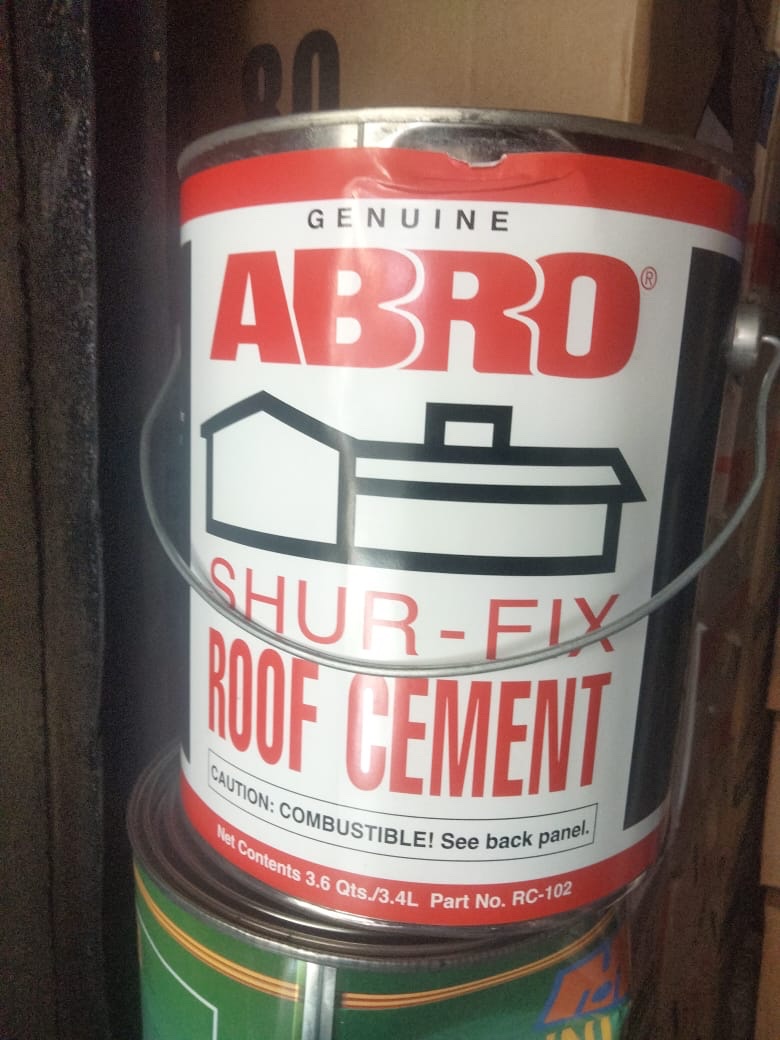 80
GENUINE
ABRO®
SHUR-FIX
ROOF CEMENT
CAUTION: COMBUSTIBLE! See back panel.
Net Contents 3.6 Qts./3.4L Part No. RC-102